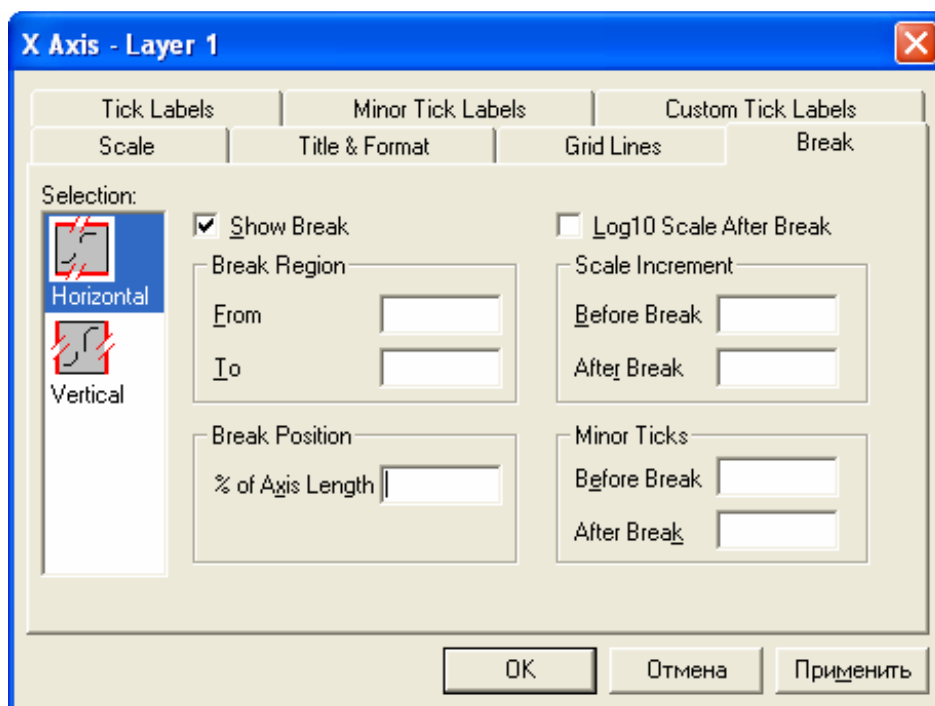 X Axis - Layer 1
Tick Labels Minor Tick Labels Custom Tick Labels
Scale Title & Format Grid Lines Break
Selection:
Show Break Log10 Scale After Break
Horizontal
Break Region Scale Increment
From Before Break
To After Break
Vertical
Break Position Minor Ticks
% of Axis Length Before Break
After Break
OK Отмена Применить